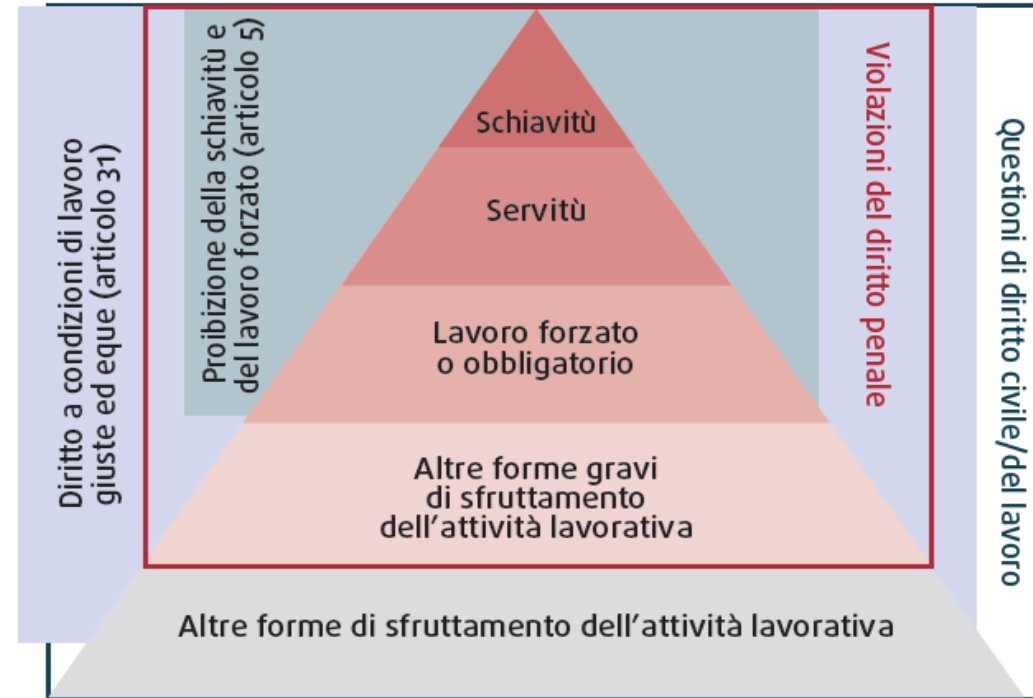 Diritto a condizioni di lavoro
giuste ed eque (articolo 31)
Proibizione della schiavitù e
del lavoro forzato (articolo 5)
Schiavitù
Servitù
Lavoro forzato
o obbligatorio
Altre forme gravi
di sfruttamento
dell'attività lavorativa
Altre forme di sfruttamento dell'attività lavorativa
Violazioni del diritto penale
Questioni di diritto civile/del lavoro